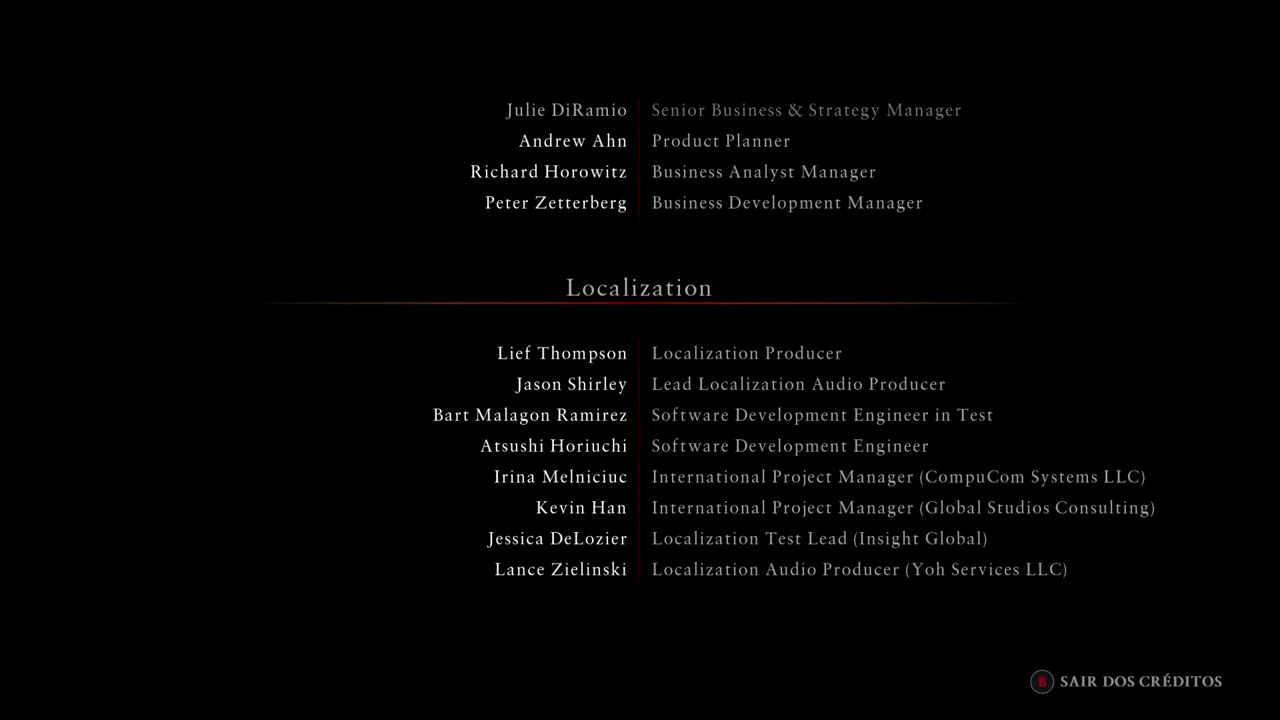 Julie DiRamio Senior Business & Strategy Manager
Andrew Ahn Product Planner
Richard Horowitz Business Analyst Manager
Peter Zetterberg Business Development Manager
Localization
Lief Thompson Localization Producer
Jason Shirley Lead Localization Audio Producer
Bart Malagon Ramirez Software Development Engineer in Test
Atsushi Horiuchi Software Development Engineer
Irina Melniciuc International Project Manager (CompuCom Systems LLC)
Kevin Han International Project Manager (Global Studios Consulting)
Jessica DeLozier Localization Test Lead (Insight Global)
Lance Zielinski Localization Audio Producer (Yoh Services LLC)
B SAIR DOS CRÉDITOS